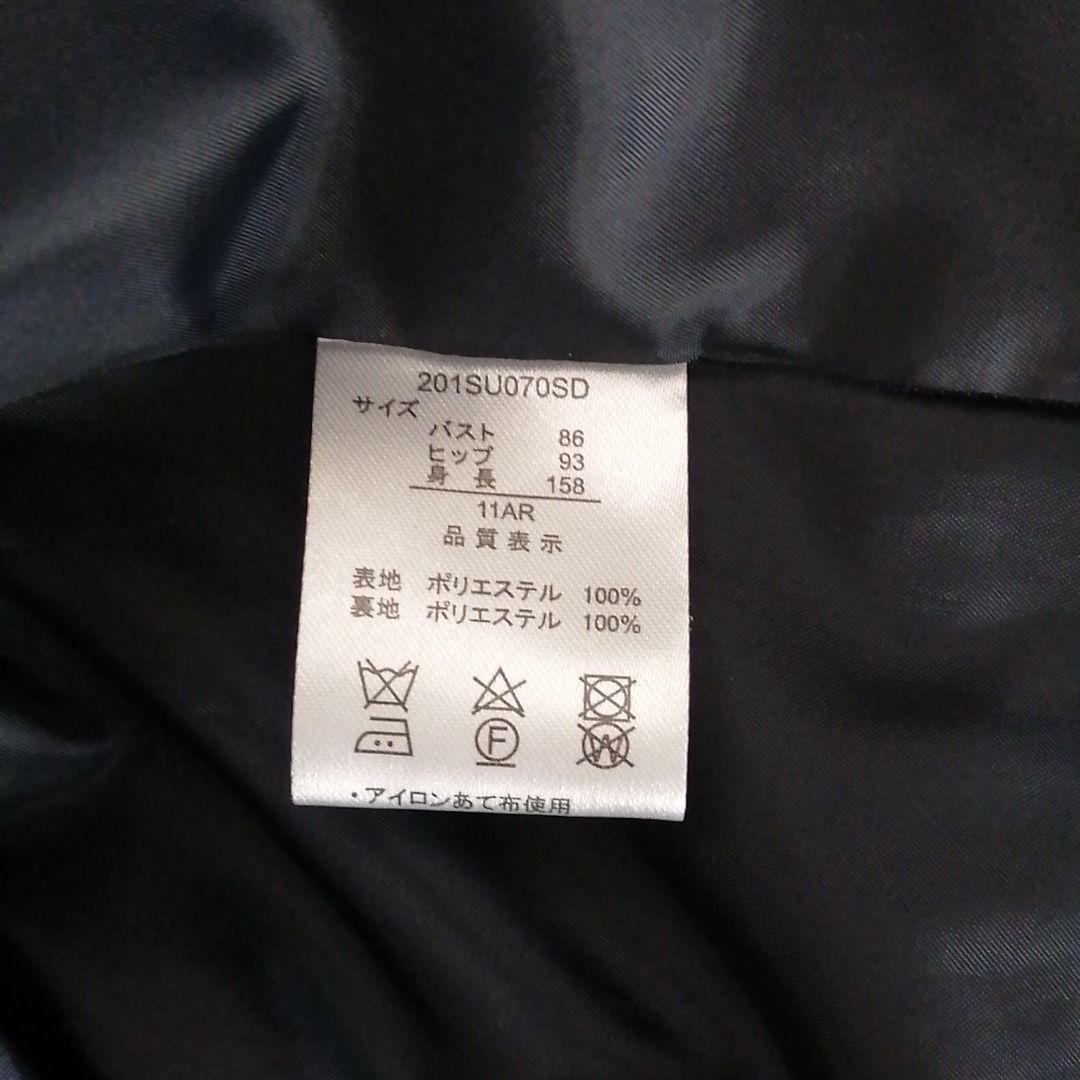 201SU070SD
サイズ
バスト 86
ヒップ 93
身 長 158
11AR
品質表示
表地 ポリエステル 100%
裏地 ポリエステル 100%
F W
・アイロンあて布使用